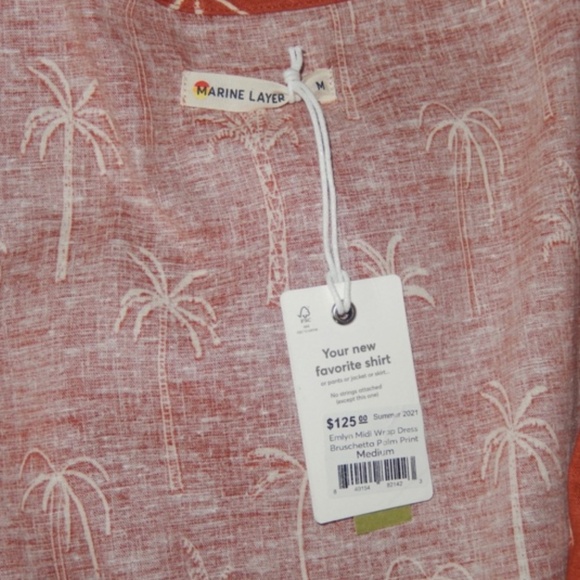 MARINE LAYER M
FSC
Your new
favorite shirt
or pants or jacket or skirt...
No strings attached
(except this one)
$125.00 Summer 2021
Emlyn Midi Wrap Dress
Bruschetta Palm Print
Medium